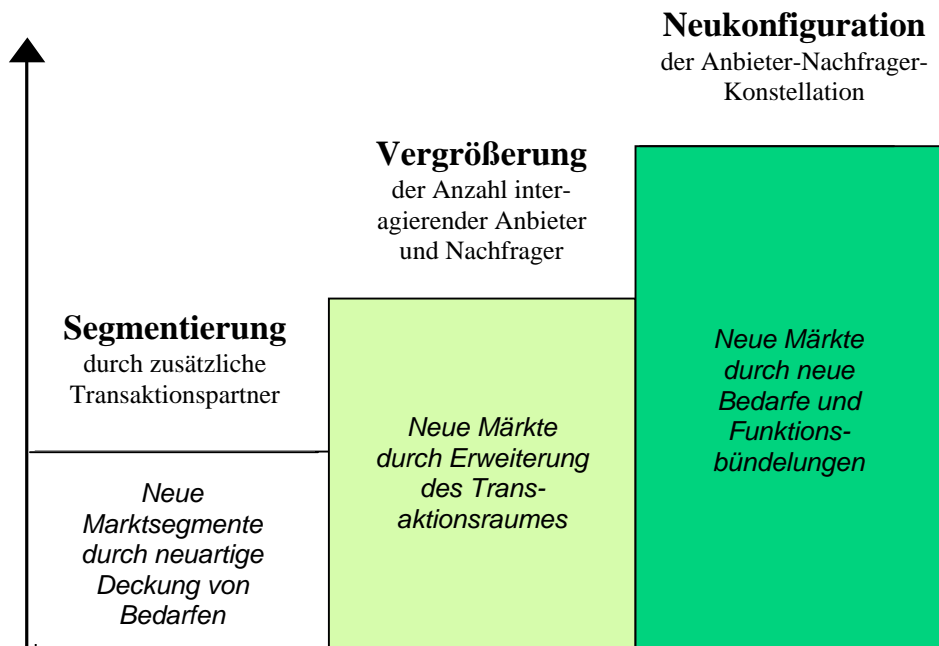 Neukonfiguration
der Anbieter-Nachfrager-
Konstellation
Vergrößerung
der Anzahl inter-
agierender Anbieter
und Nachfrager
Segmentierung
durch zusätzliche
Transaktionspartner
Neue Märkte
durch neue
Bedarfe und
Funktions-
bündelungen
Neue Märkte
durch Erweiterung
des Trans-
aktionsraumes
Neue
Marktsegmente
durch neuartige
Deckung von
Bedarfen